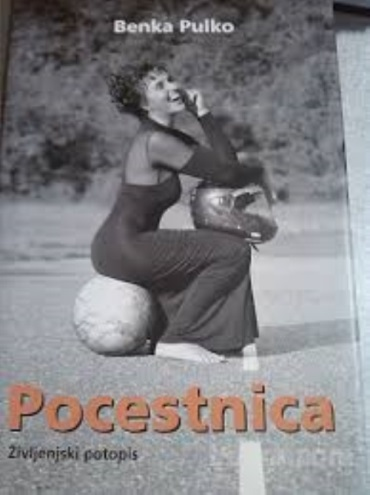 Benka Pulko
Pocestnica
Življenjski potopis